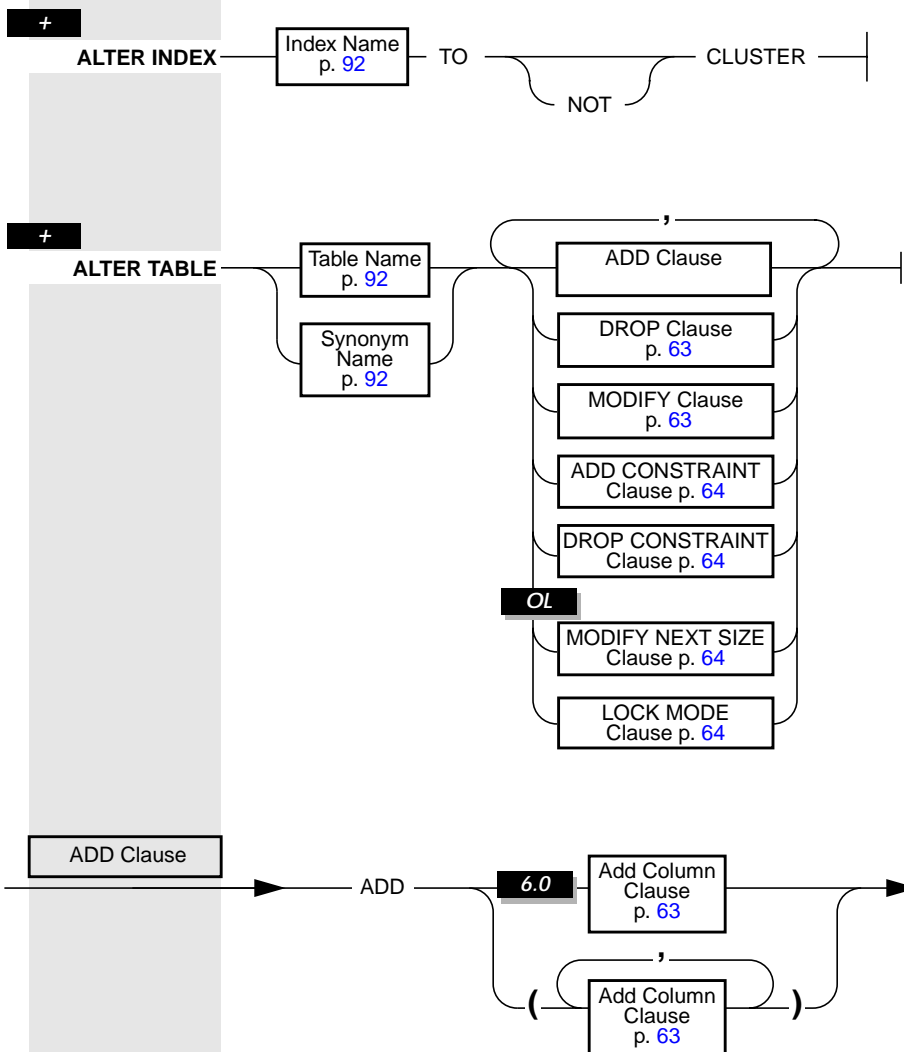 +
ALTER INDEX
Index Name
p. 92
TO
NOT
CLUSTER
+
ALTER TABLE
Table Name
p. 92
Synonym
Name
p. 92
,
ADD Clause
DROP Clause
p. 63
MODIFY Clause
p. 63
ADD CONSTRAINT
Clause p. 64
DROP CONSTRAINT
Clause p. 64
OL
MODIFY NEXT SIZE
Clause p. 64
LOCK MODE
Clause p. 64
ADD Clause
ADD
6.0
Add Column
Clause
p. 63
,
(
Add Column
Clause
p. 63
)